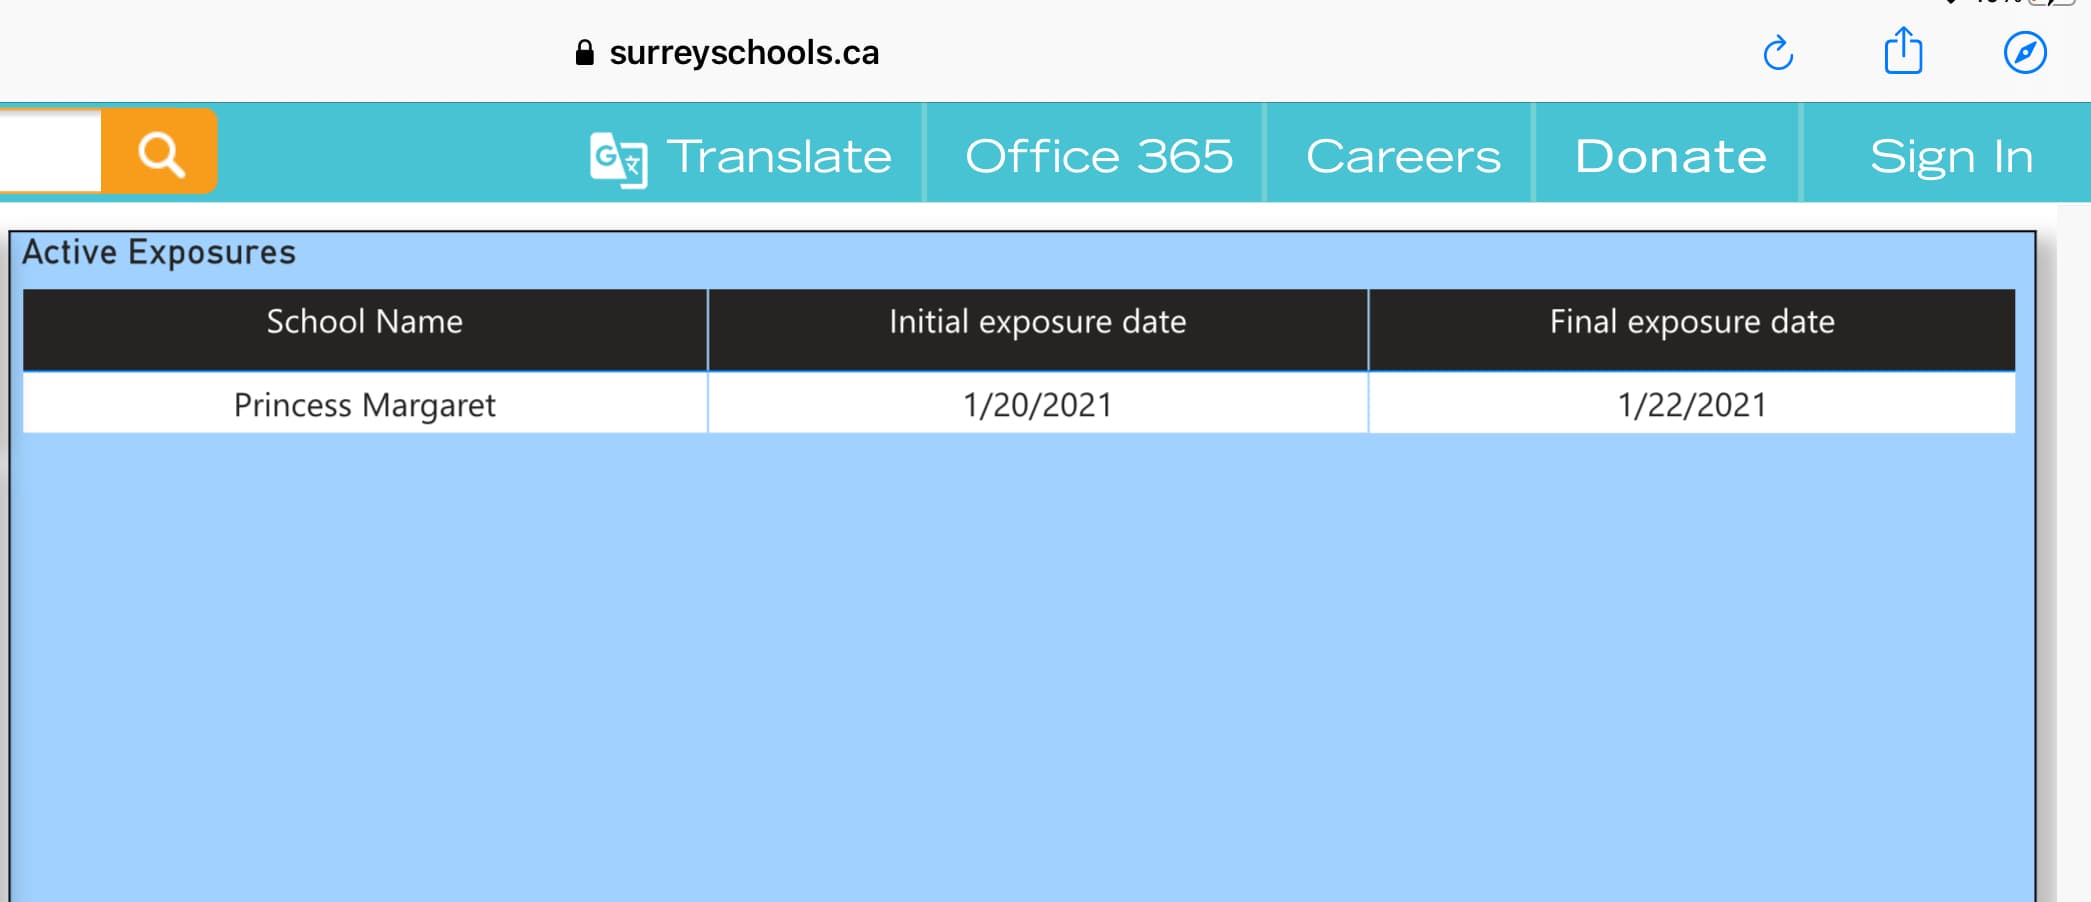 surreyschools.ca
Translate Office 365 Careers Donate Sign In
Active Exposures
School Name Initial exposure date Final exposure date
Princess Margaret 1/20/2021 1/22/2021